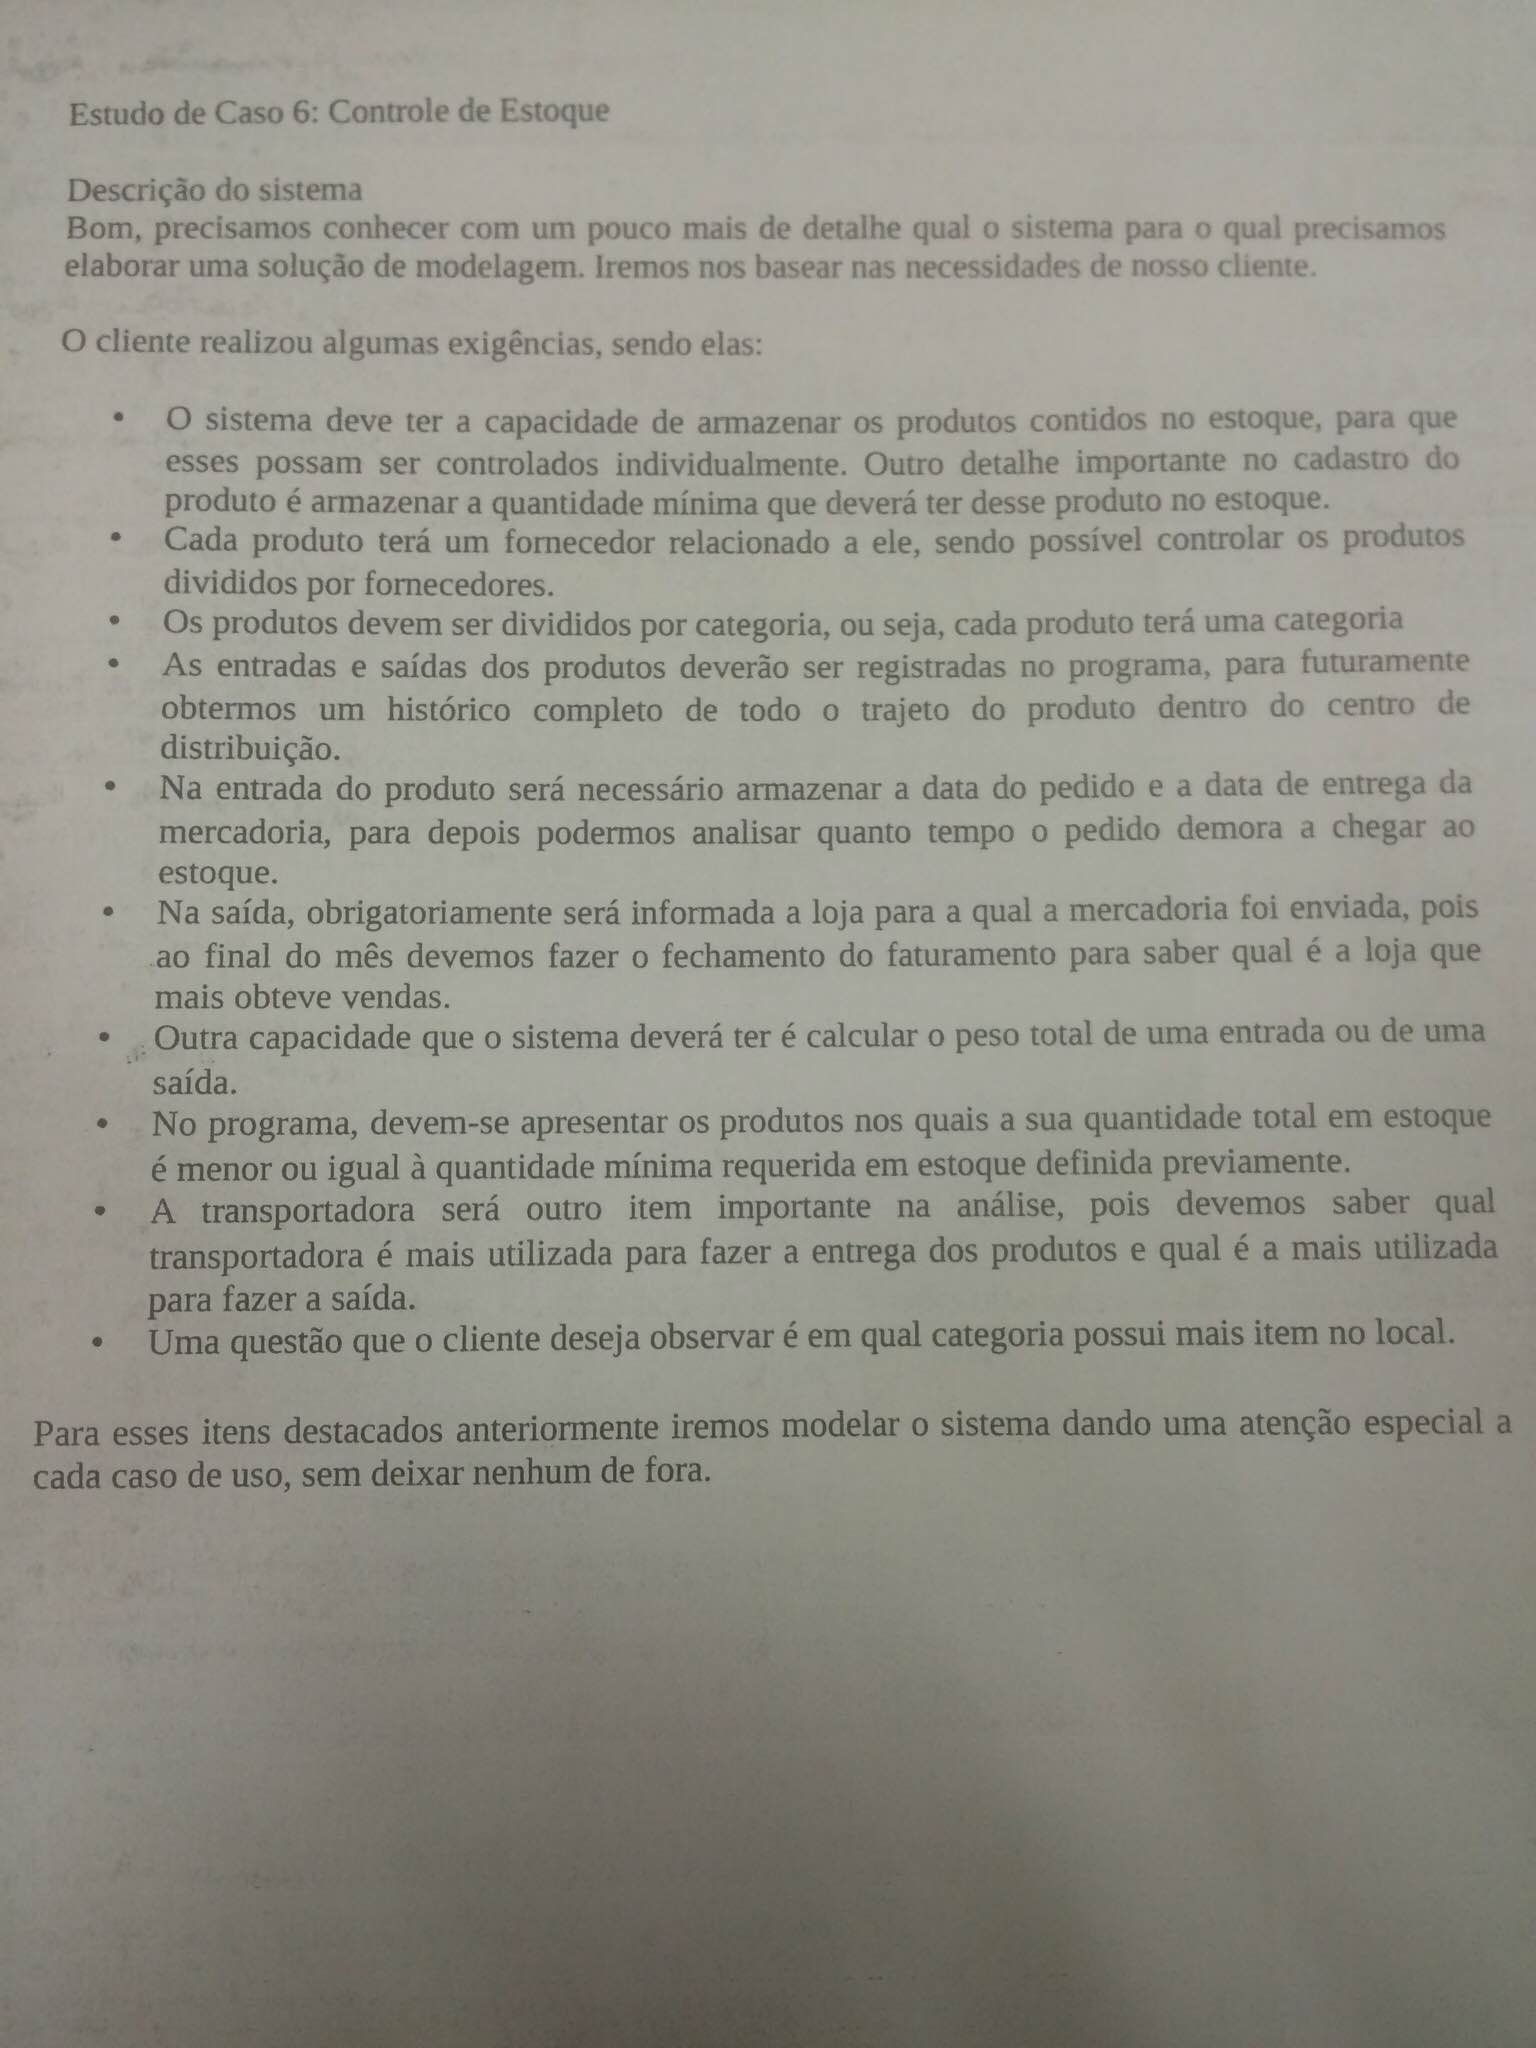 Estudo de Caso 6: Controle de Estoque
Descrição do sistema
Bom, precisamos conhecer com um pouco mais de detalhe qual o sistema para o qual precisamos
elaborar uma solução de modelagem. Iremos nos basear nas necessidades de nosso cliente.
O cliente realizou algumas exigências, sendo elas:
• O sistema deve ter a capacidade de armazenar os produtos contidos no estoque, para que
esses possam ser controlados individualmente. Outro detalhe importante no cadastro do
produto é armazenar a quantidade mínima que deverá ter desse produto no estoque.
• Cada produto terá um fornecedor relacionado a ele, sendo possível controlar os produtos
divididos por fornecedores.
• Os produtos devem ser divididos por categoria, ou seja, cada produto terá uma categoria
• As entradas e saídas dos produtos deverão ser registradas no programa, para futuramente
obtermos um histórico completo de todo o trajeto do produto dentro do centro de
distribuição.
• Na entrada do produto será necessário armazenar a data do pedido e a data de entrega da
mercadoria, para depois podermos analisar quanto tempo o pedido demora a chegar ao
estoque.
• Na saída, obrigatoriamente será informada a loja para a qual a mercadoria foi enviada, pois
ao final do mês devemos fazer o fechamento do faturamento para saber qual é a loja que
mais obteve vendas.
• Outra capacidade que o sistema deverá ter é calcular o peso total de uma entrada ou de uma
saída.
• No programa, devem-se apresentar os produtos nos quais a sua quantidade total em estoque
é menor ou igual à quantidade mínima requerida em estoque definida previamente.
• A transportadora será outro item importante na análise, pois devemos saber qual
transportadora é mais utilizada para fazer a entrega dos produtos e qual é a mais utilizada
para fazer a saída.
• Uma questão que o cliente deseja observar é em qual categoria possui mais item no local.
Para esses itens destacados anteriormente iremos modelar o sistema dando uma atenção especial a
cada caso de uso, sem deixar nenhum de fora.